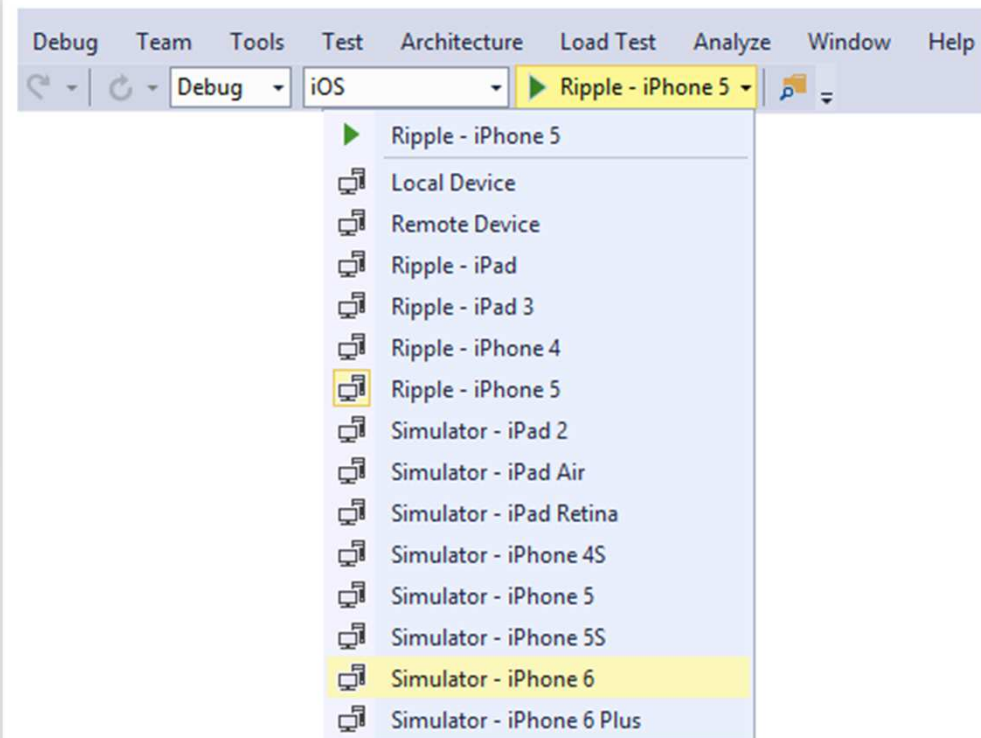 Debug Team Tools Test Architecture Load Test Analyze Window Help
Debug iOS Ripple - iPhone 5
Ripple - iPhone 5
Local Device
Remote Device
Ripple - iPad
Ripple - iPad 3
Ripple - iPhone 4
Ripple - iPhone 5
Simulator - iPad 2
Simulator - iPad Air
Simulator - iPad Retina
Simulator - iPhone 4S
Simulator - iPhone 5
Simulator - iPhone 5S
Simulator - iPhone 6
Simulator - iPhone 6 Plus